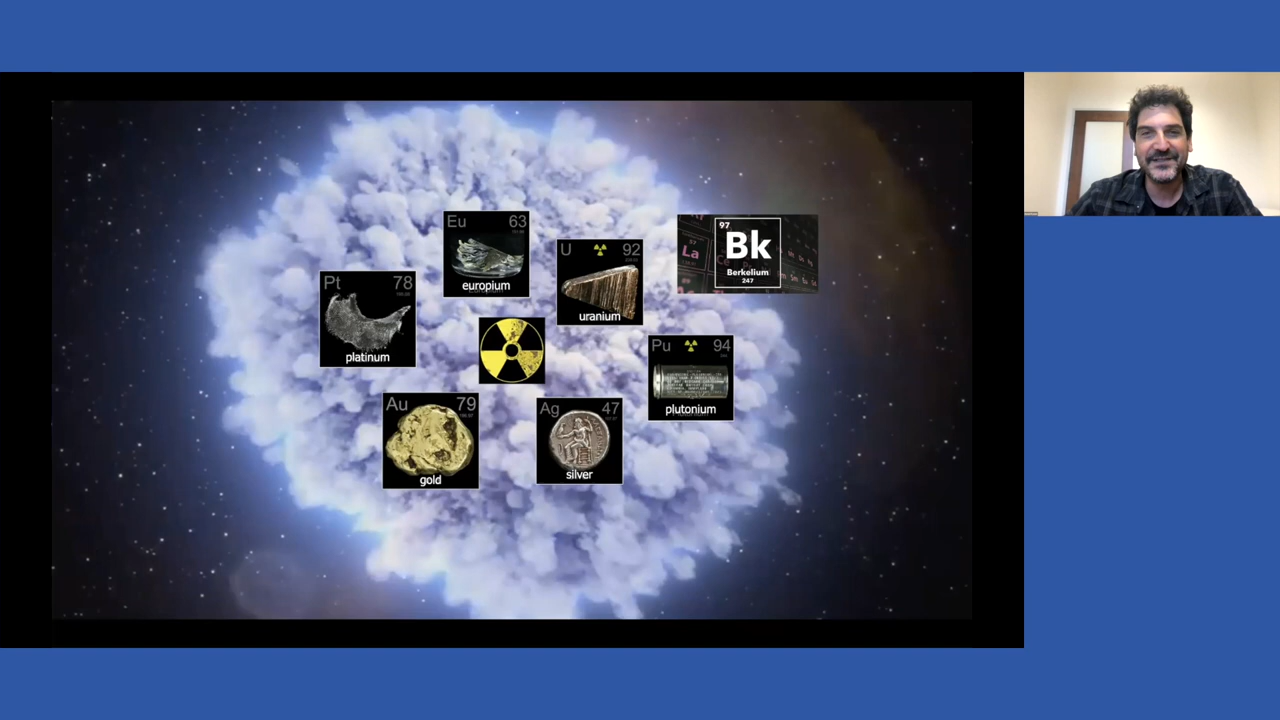 Eu 63
europium
U 92
uranium
97
Bk
Berkelium
247
La
Pt 78
platinum
Pu 94
plutonium
Au 79
gold
Ag 47
silver